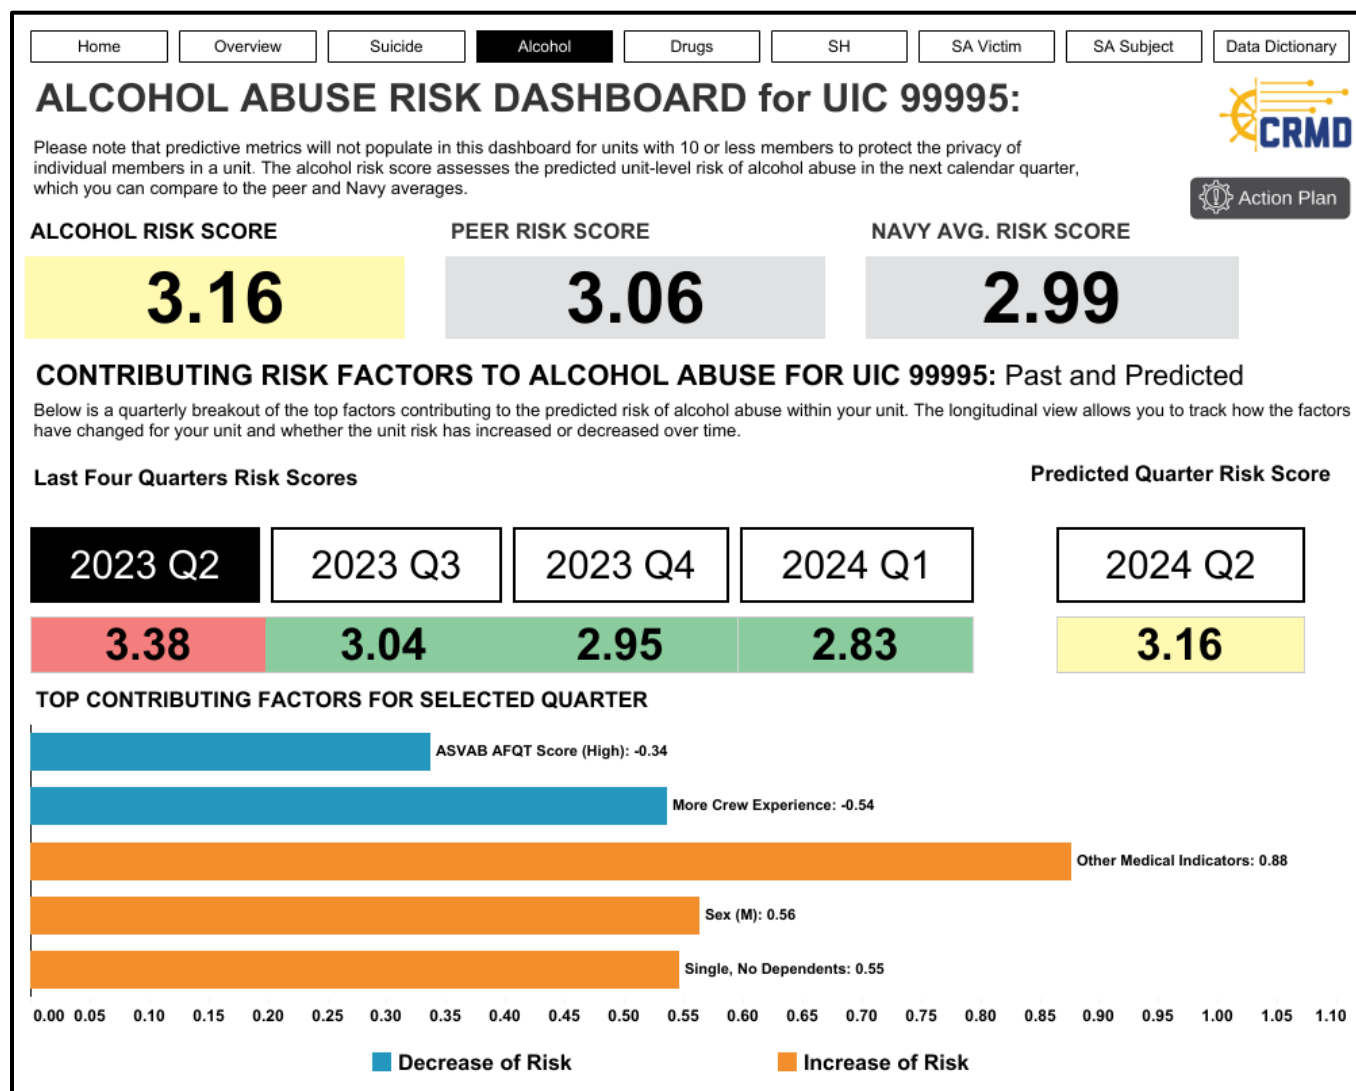 Home Overview Suicide Alcohol Drugs SH SA Victim SA Subject Data Dictionary
ALCOHOL ABUSE RISK DASHBOARD for UIC 99995:
CRMD
Please note that predictive metrics will not populate in this dashboard for units with 10 or less members to protect the privacy of
individual members in a unit. The alcohol risk score assesses the predicted unit-level risk of alcohol abuse in the next calendar quarter,
which you can compare to the peer and Navy averages.
Action Plan
ALCOHOL RISK SCORE PEER RISK SCORE NAVY AVG. RISK SCORE
3.16 3.06 2.99
CONTRIBUTING RISK FACTORS TO ALCOHOL ABUSE FOR UIC 99995: Past and Predicted
Below is a quarterly breakout of the top factors contributing to the predicted risk of alcohol abuse within your unit. The longitudinal view allows you to track how the factors
have changed for your unit and whether the unit risk has increased or decreased over time.
Last Four Quarters Risk Scores Predicted Quarter Risk Score
2023 Q2 2023 Q3 2023 Q4 2024 Q1 2024 Q2
3.38 3.04 2.95 2.83 3.16
TOP CONTRIBUTING FACTORS FOR SELECTED QUARTER
ASVAB AFQT Score (High): -0.34
More Crew Experience: -0.54
Other Medical Indicators: 0.88
Sex (M): 0.56
Single, No Dependents: 0.55
0.00 0.05 0.10 0.15 0.20 0.25 0.30 0.35 0.40 0.45 0.50 0.55 0.60 0.65 0.70 0.75 0.80 0.85 0.90 0.95 1.00 1.05 1.10
Decrease of Risk Increase of Risk